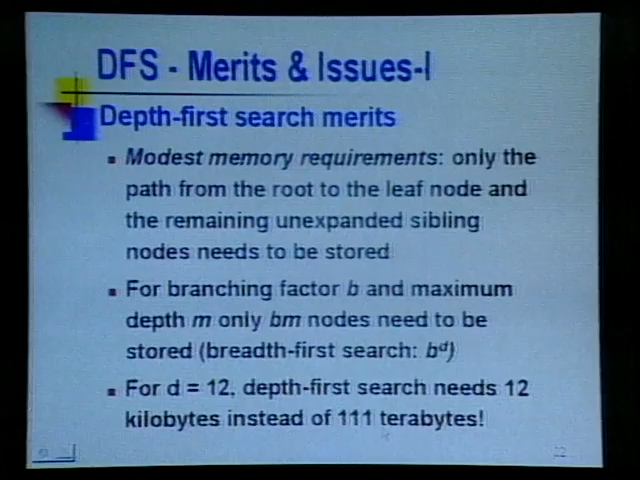 DFS - Merits & Issues-I
Depth-first search merits
▪ Modest memory requirements: only the
path from the root to the leaf node and
the remaining unexpanded sibling
nodes needs to be stored
▪ For branching factor b and maximum
depth m only bm nodes need to be
stored (breadth-first search: b^d)
▪ For d = 12, depth-first search needs 12
kilobytes instead of 111 terabytes!